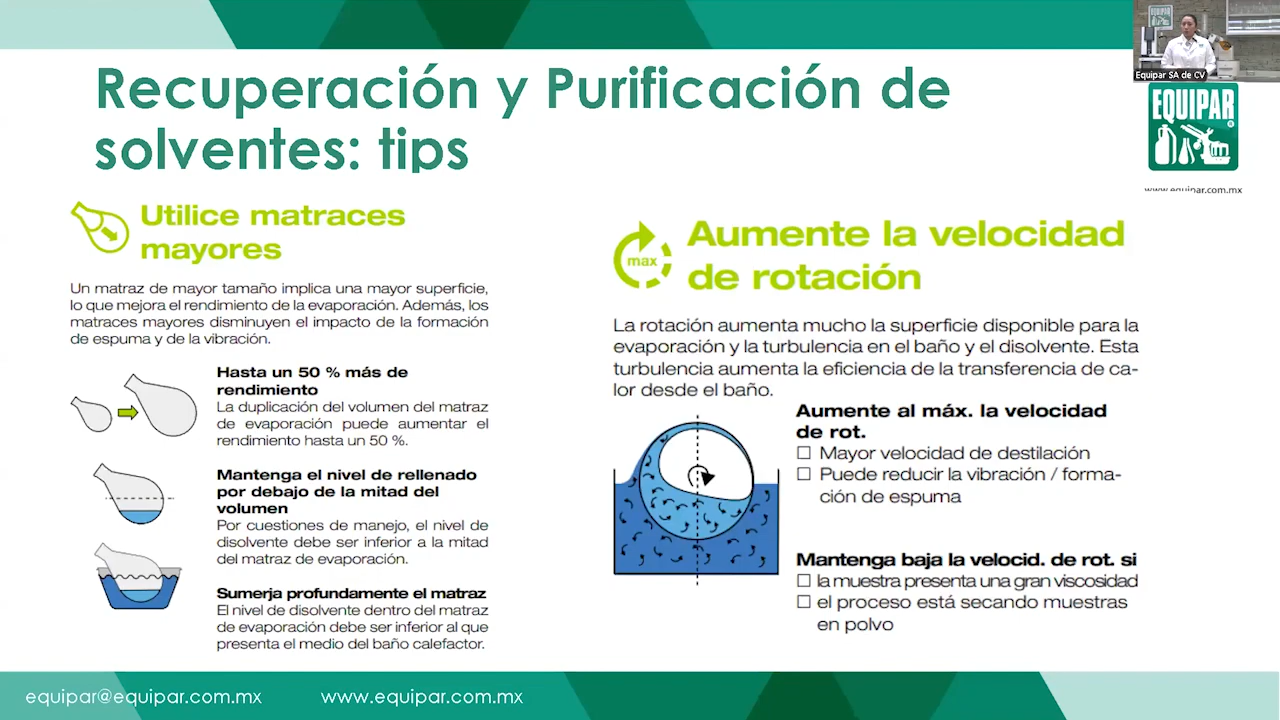 Recuperación y Purificación de
solventes: tips
Equipar SA de CV
EQUIPAR
www.equipar.com.mx
Utilice matraces
mayores
Un matraz de mayor tamaño implica una mayor superficie,
lo que mejora el rendimiento de la evaporación. Además, los
matraces mayores disminuyen el impacto de la formación
de espuma y de la vibración.
Hasta un 50 % más de
rendimiento
La duplicación del volumen del matraz
de evaporación puede aumentar el
rendimiento hasta un 50 %.
Mantenga el nivel de rellenado
por debajo de la mitad del
volumen
Por cuestiones de manejo, el nivel de
disolvente debe ser inferior a la mitad
del matraz de evaporación.
Sumerja profundamente el matraz
El nivel de disolvente dentro del matraz
de evaporación debe ser inferior al que
presenta el medio del baño calefactor.
max
Aumente la velocidad
de rotación
La rotación aumenta mucho la superficie disponible para la
evaporación y la turbulencia en el baño y el disolvente. Esta
turbulencia aumenta la eficiencia de la transferencia de ca-
lor desde el baño.
Aumente al máx. la velocidad
de rot.
☐ Mayor velocidad de destilación
☐ Puede reducir la vibración / forma-
ción de espuma
Mantenga baja la velocid. de rot. si
☐ la muestra presenta una gran viscosidad
☐ el proceso está secando muestras
en polvo
equipar@equipar.com.mx
www.equipar.com.mx